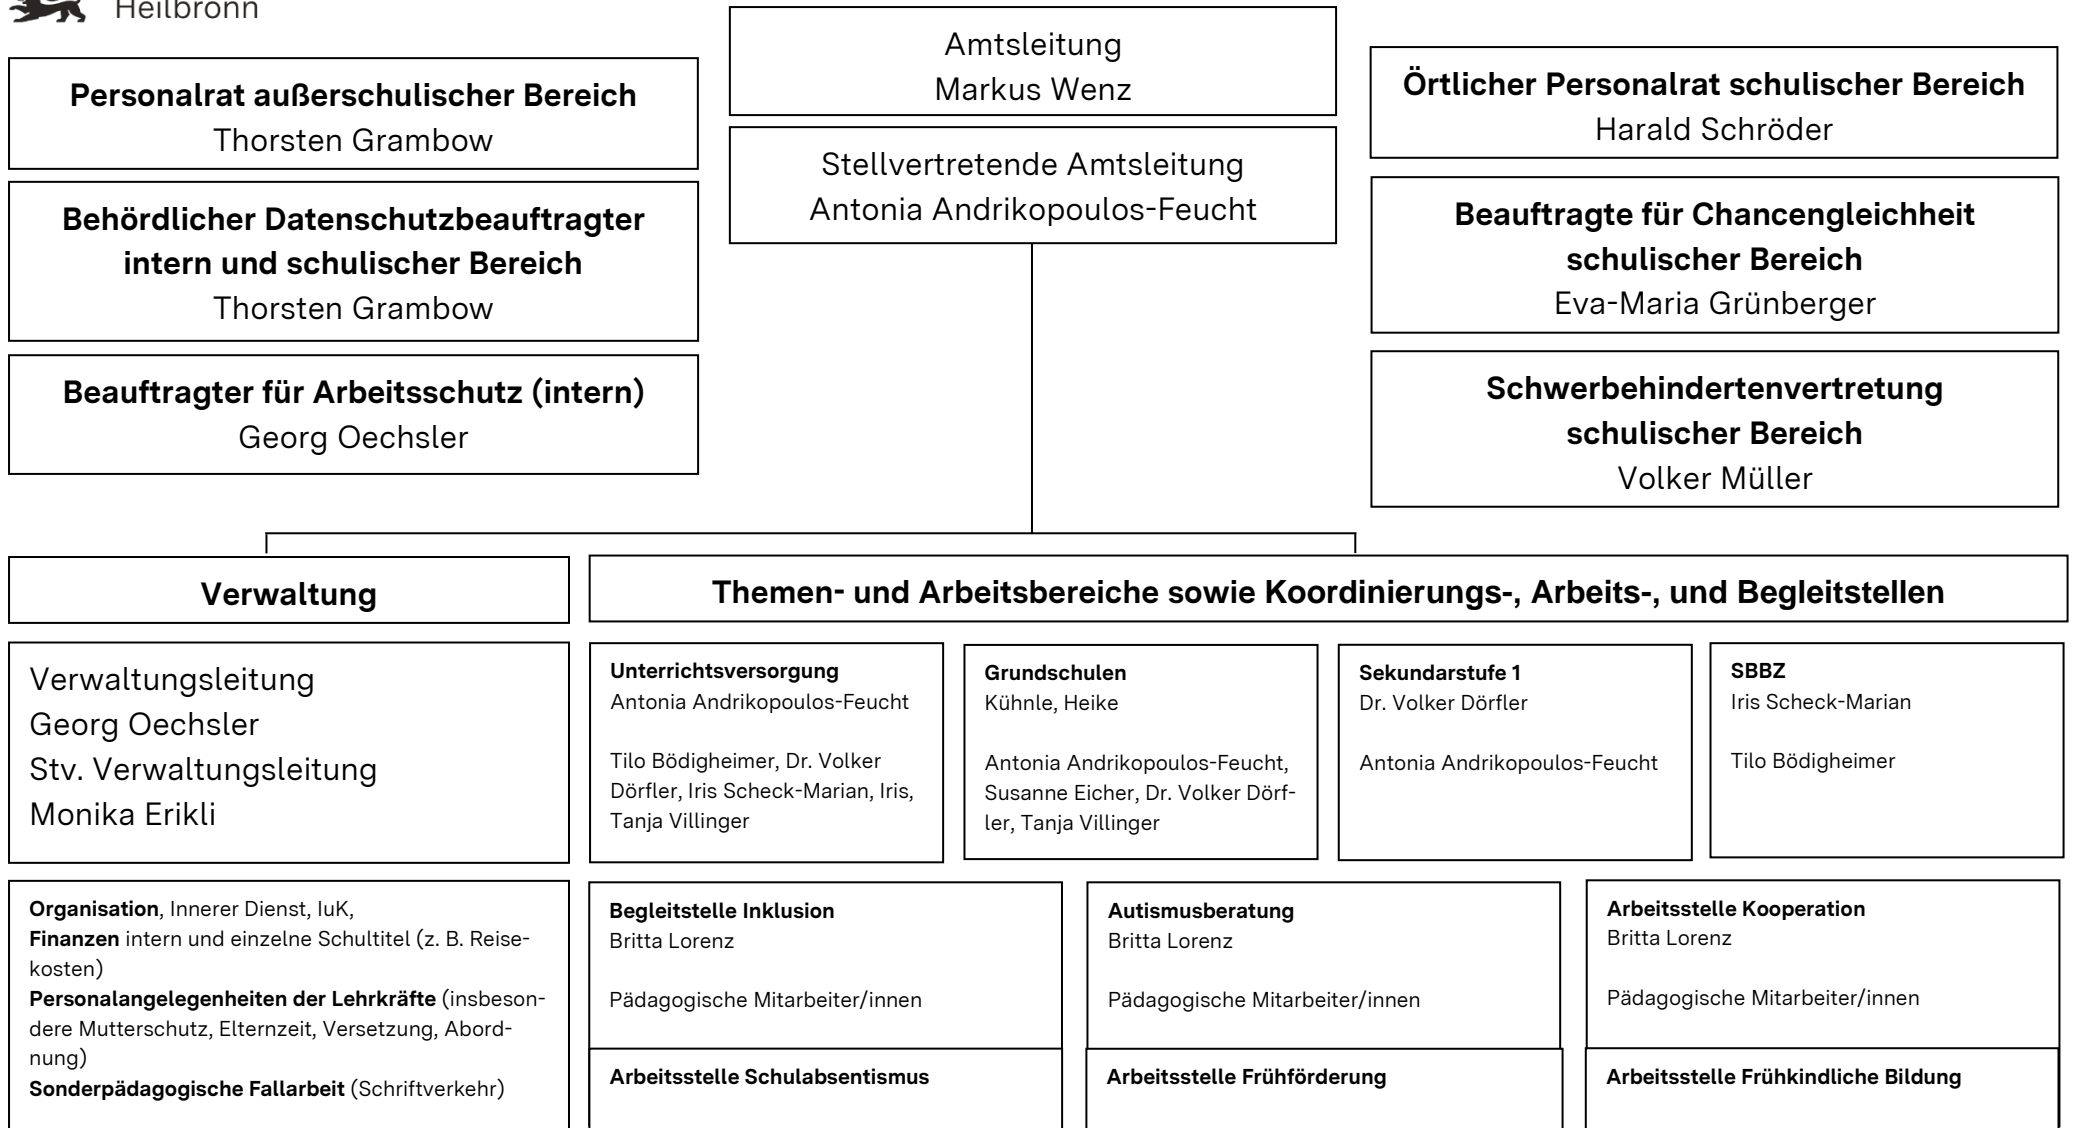 Heilbronn
Amtsleitung
Markus Wenz
Stellvertretende Amtsleitung
Antonia Andrikopoulos-Feucht
Personalrat außerschulischer Bereich
Thorsten Grambow
Behördlicher Datenschutzbeauftragter
intern und schulischer Bereich
Thorsten Grambow
Beauftragter für Arbeitsschutz (intern)
Georg Oechsler
Örtlicher Personalrat schulischer Bereich
Harald Schröder
Beauftragte für Chancengleichheit
schulischer Bereich
Eva-Maria Grünberger
Schwerbehindertenvertretung
schulischer Bereich
Volker Müller
Verwaltung
Verwaltungsleitung
Georg Oechsler
Stv. Verwaltungsleitung
Monika Erikli
Organisation, Innerer Dienst, IuK,
Finanzen intern und einzelne Schultitel (z. B. Reise-
kosten)
Personalangelegenheiten der Lehrkräfte (insbeson-
dere Mutterschutz, Elternzeit, Versetzung, Abord-
nung)
Sonderpädagogische Fallarbeit (Schriftverkehr)
Themen- und Arbeitsbereiche sowie Koordinierungs-, Arbeits-, und Begleitstellen
Unterrichtsversorgung
Antonia Andrikopoulos-Feucht
Tilo Bödigheimer, Dr. Volker
Dörfler, Iris Scheck-Marian, Iris,
Tanja Villinger
Grundschulen
Kühnle, Heike
Antonia Andrikopoulos-Feucht,
Susanne Eicher, Dr. Volker Dörf-
ler, Tanja Villinger
Sekundarstufe 1
Dr. Volker Dörfler
Antonia Andrikopoulos-Feucht
SBBZ
Iris Scheck-Marian
Tilo Bödigheimer
Begleitstelle Inklusion
Britta Lorenz
Pädagogische Mitarbeiter/innen
Autismusberatung
Britta Lorenz
Pädagogische Mitarbeiter/innen
Arbeitsstelle Kooperation
Britta Lorenz
Pädagogische Mitarbeiter/innen
Arbeitsstelle Schulabsentismus
Arbeitsstelle Frühförderung
Arbeitsstelle Frühkindliche Bildung